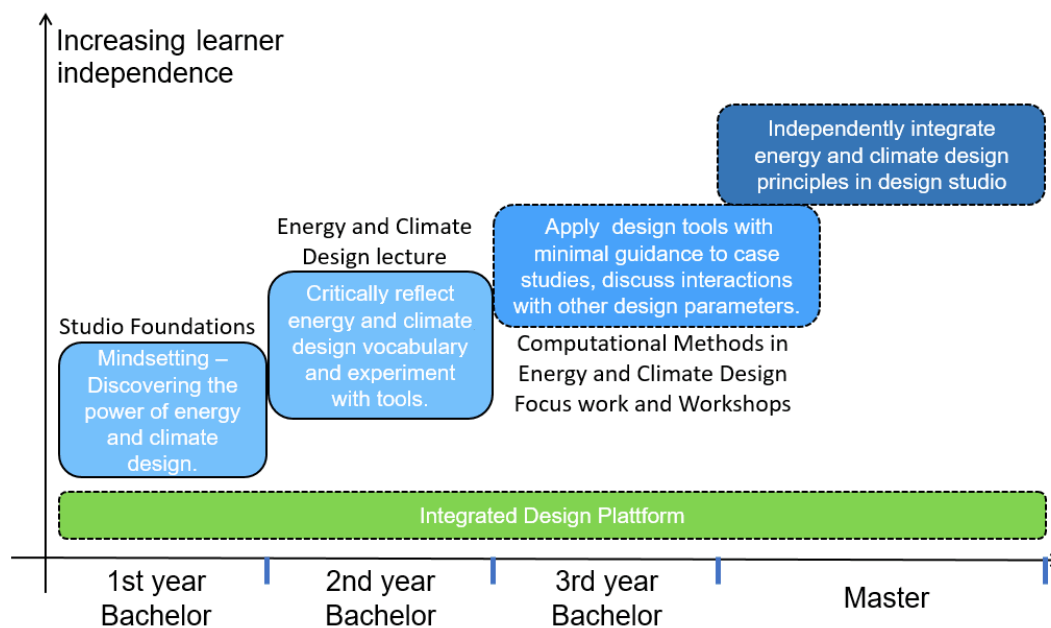 Increasing learner
independence
Independently integrate
energy and climate design
principles in design studio
Energy and Climate
Design lecture
Apply  design tools with
minimal guidance to case
studies, discuss interactions
with other design parameters.
Critically reflect
energy and climate
design vocabulary
and experiment
with tools.
Studio Foundations
Mindsetting –
Discovering the
power of energy
and climate
design.
Computational Methods in
Energy and Climate Design
Focus work and Workshops
Integrated Design Plattform
1st year
Bachelor
2nd year
Bachelor
3rd year
Bachelor
Master